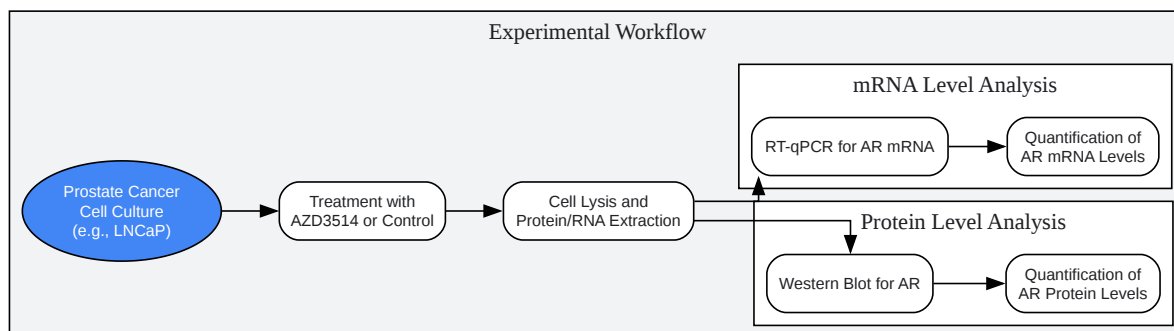 Experimental Workflow
Prostate Cancer
Cell Culture
(e.g., LNCaP)
Treatment with
AZD3514 or Control
Cell Lysis and
Protein/RNA Extraction
mRNA Level Analysis
RT-qPCR for AR mRNA
Quantification of
AR mRNA Levels
Protein Level Analysis
Western Blot for AR
Quantification of
AR Protein Levels